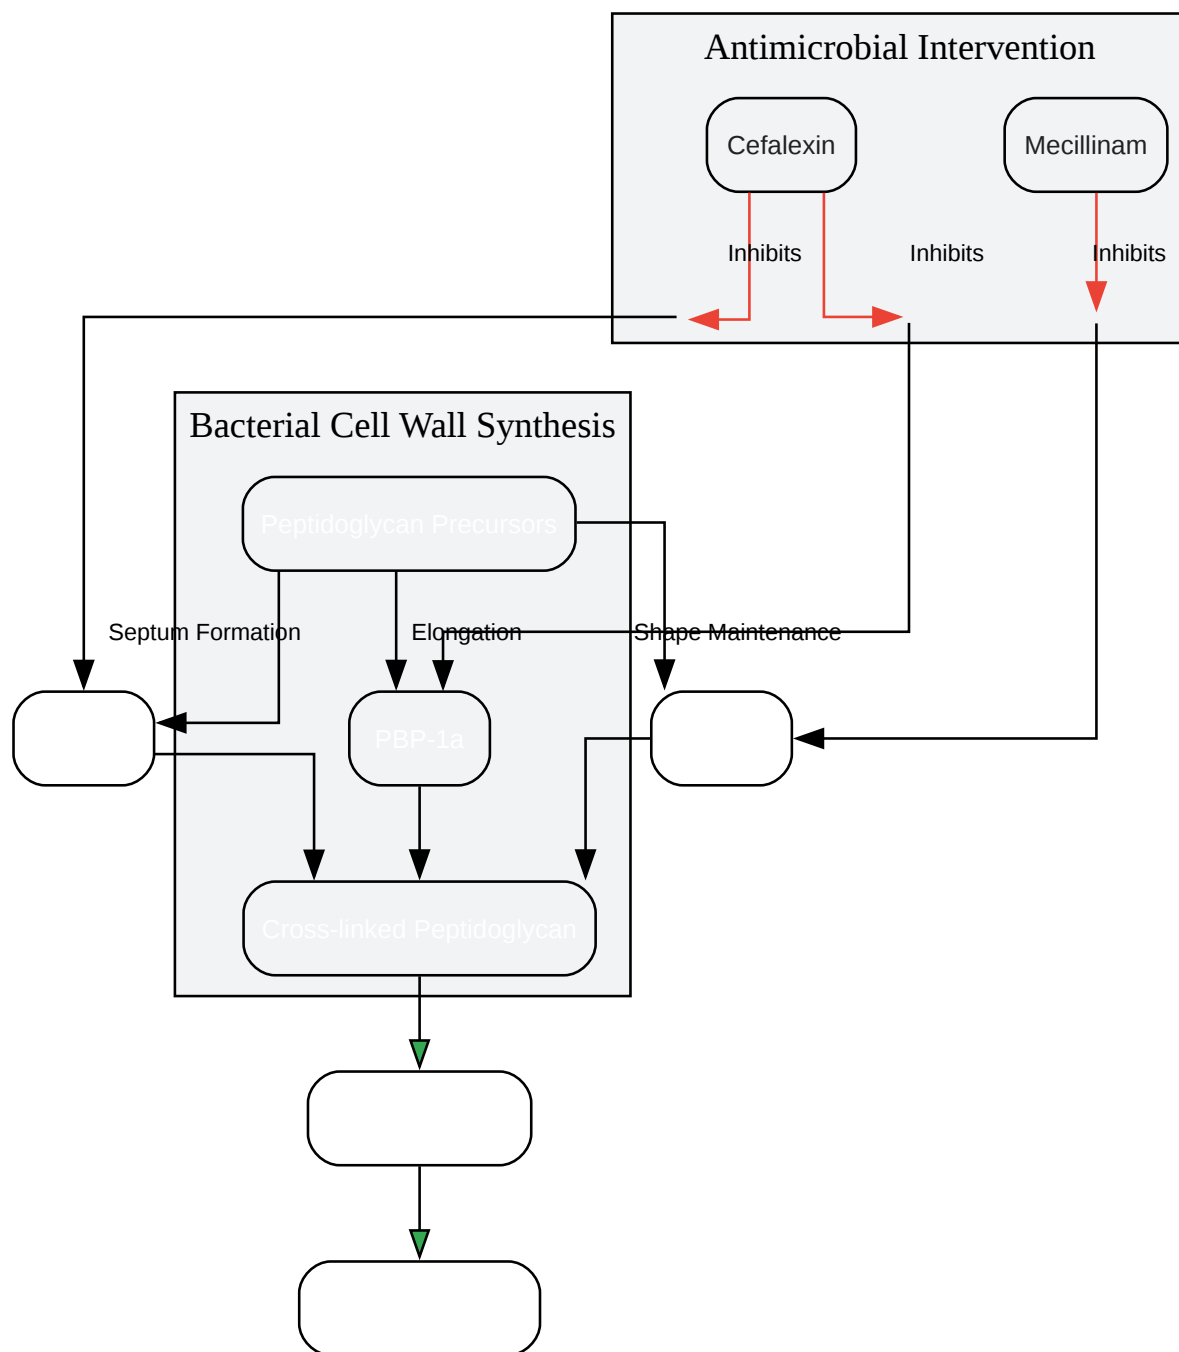 Antimicrobial Intervention
Cefalexin
Mecillinam
Inhibits
Inhibits
Inhibits
Bacterial Cell Wall Synthesis
Peptidoglycan Precursors
Septum Formation
Elongation
Shape Maintenance
PBP-1a
Cross-linked Peptidoglycan